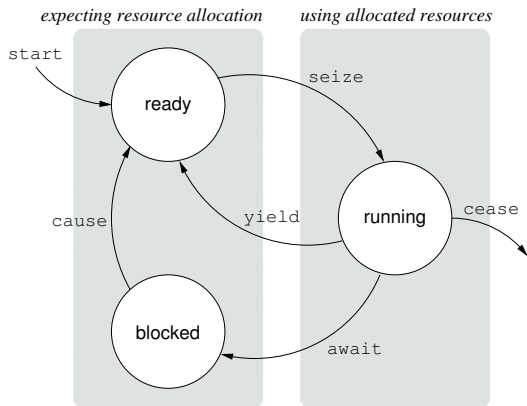 expecting resource allocation
using allocated resources
start
ready
seize
cause
yield
running
cease
blocked
await